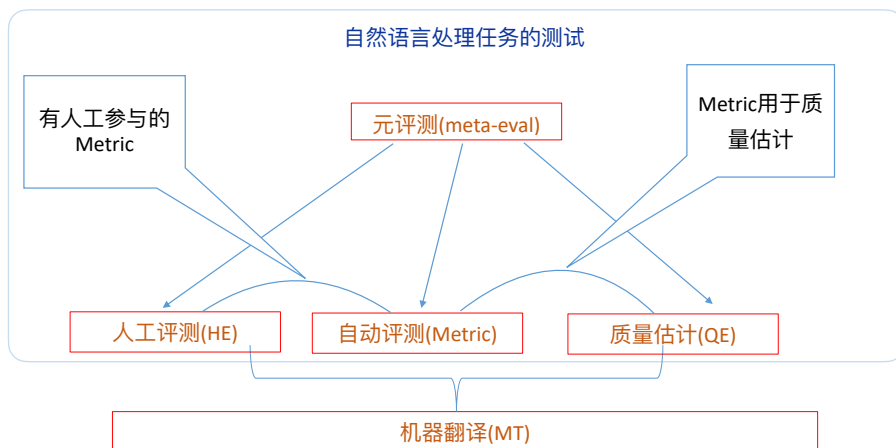 自然语言处理任务的测试
有人工参与的
Metric
元评测(meta-eval)
Metric用于质
量估计
人工评测(HE)
自动评测(Metric)
质量估计(QE)
机器翻译(MT)